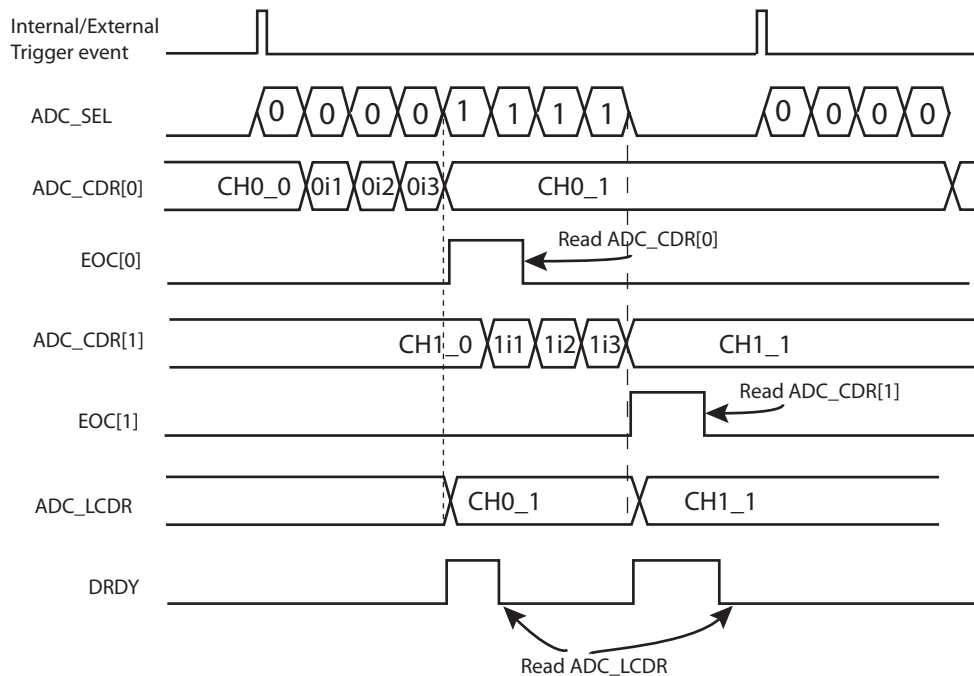 Internal/External
Trigger event
ADC_SEL
0 0 0 0 1 1 1 1 0 0 0 0
ADC_CDR[0]
CH0_0 0i1 0i2 0i3 CH0_1
EOC[0]
Read ADC_CDR[0]
ADC_CDR[1]
CH1_0 1i1 1i2 1i3 CH1_1
EOC[1]
Read ADC_CDR[1]
ADC_LCDR
CH0_1 CH1_1
DRDY
Read ADC_LCDR